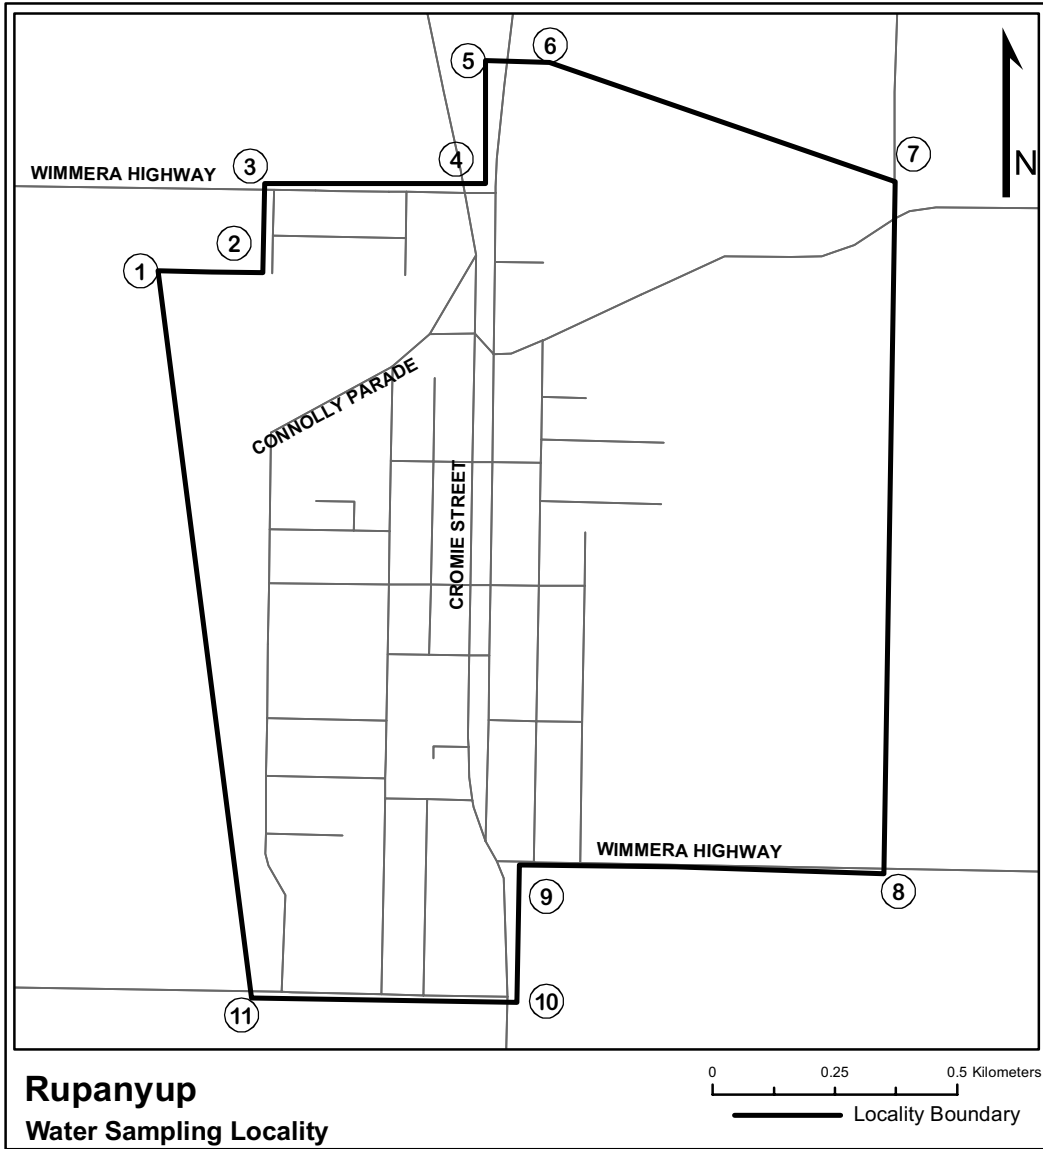 5
6
7
WIMMERA HIGHWAY
3
4
N
2
1
CONNOLLY PARADE
CROMIE STREET
WIMMERA HIGHWAY
9
8
11
10
Rupanyup
Water Sampling Locality
0 0.25 0.5 Kilometers
Locality Boundary